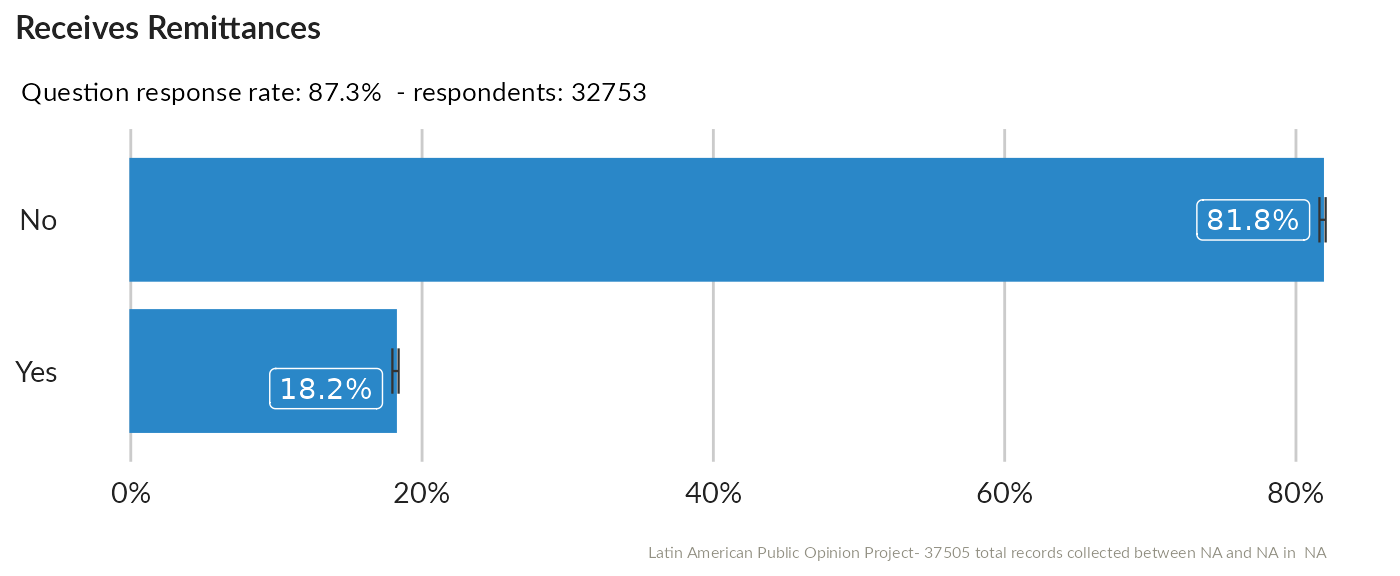 Receives Remittances
Question response rate: 87.3% - respondents: 32753
No
81.8%
Yes
18.2%
0% 20% 40% 60% 80%
Latin American Public Opinion Project- 37505 total records collected between NA and NA in NA